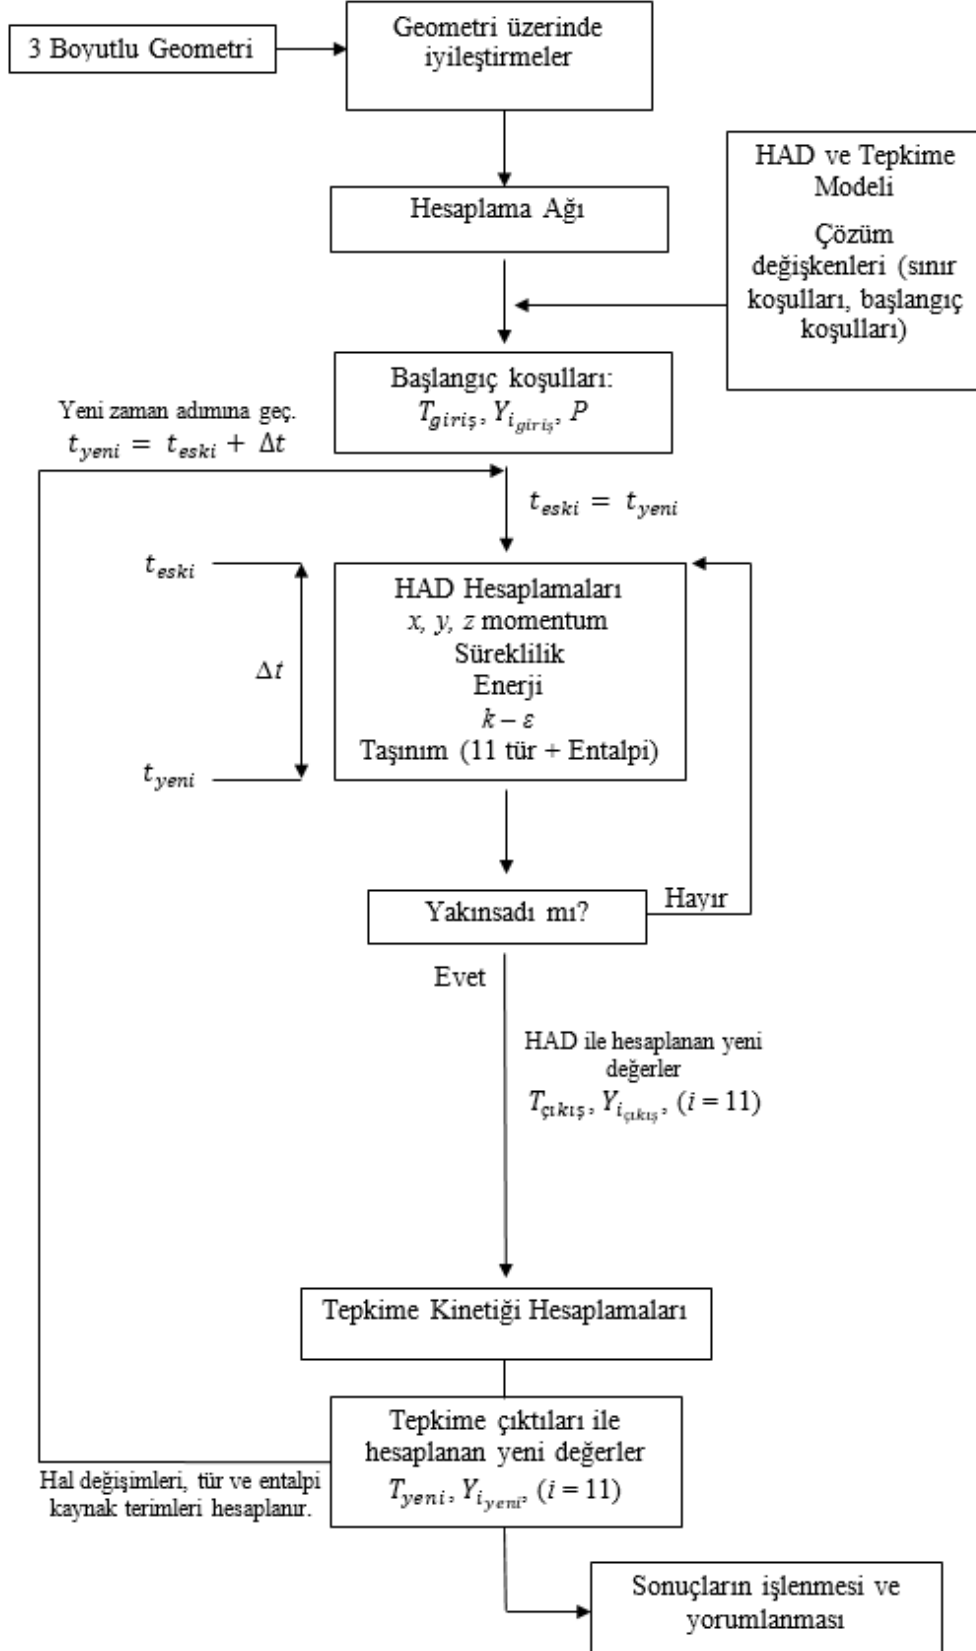 3 Boyutlu Geometri
Geometri üzerinde
iyileştirmeler
Hesaplama Ağı
HAD ve Tepkime
Modeli
Çözüm
değişkenleri (sınır
koşulları, başlangıç
koşulları)
Başlangıç koşulları:
T_giriş, Y_i_giriş, P
Yeni zaman adımına geç.
t_yeni = t_eski + Δt
t_eski = t_yeni
t_eski
Δt
t_yeni
HAD Hesaplamaları
x, y, z momentum
Süreklilik
Enerji
k – ε
Taşınım (11 tür + Entalpi)
Yakınsadı mı?
Hayır
Evet
HAD ile hesaplanan yeni
değerler
T_çıkış, Y_i_çıkış, (i = 11)
Tepkime Kinetiği Hesaplamaları
Tepkime çıktıları ile
hesaplanan yeni değerler
T_yeni, Y_i_yeni, (i = 11)
Hal değişimleri, tür ve entalpi
kaynak terimleri hesaplanır.
Sonuçların işlenmesi ve
yorumlanması